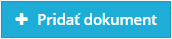 + Pridať dokument